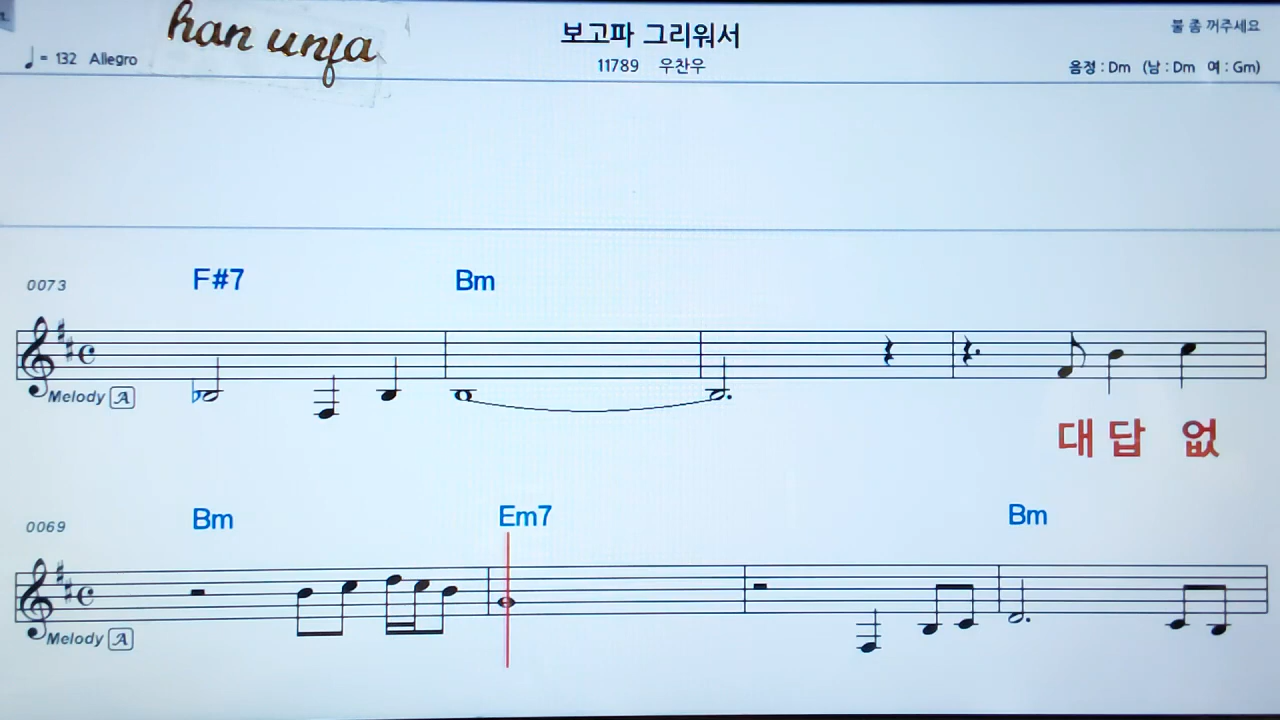 han unja
보고파 그리워서
불 좀 꺼주세요
♩ = 132 Allegro
11789 우찬우
음정 : Dm (남 : Dm 여 : Gm)
0073 F#7 Bm
Melody A
대 답 없
0069 Bm Em7 Bm
Melody A